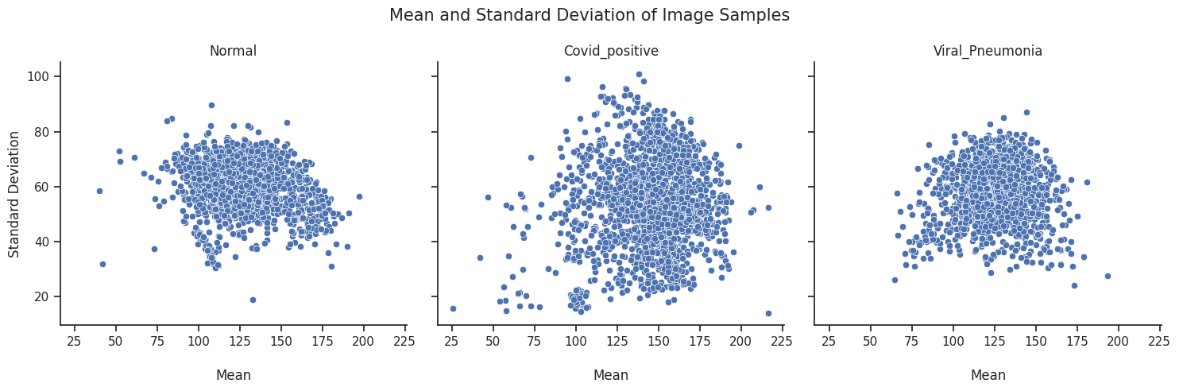 Mean and Standard Deviation of Image Samples
Normal
Covid_positive
Viral_Pneumonia
Standard Deviation
100
80
60
40
20
25 50 75 100 125 150 175 200 225
25 50 75 100 125 150 175 200 225
25 50 75 100 125 150 175 200 225
Mean
Mean
Mean